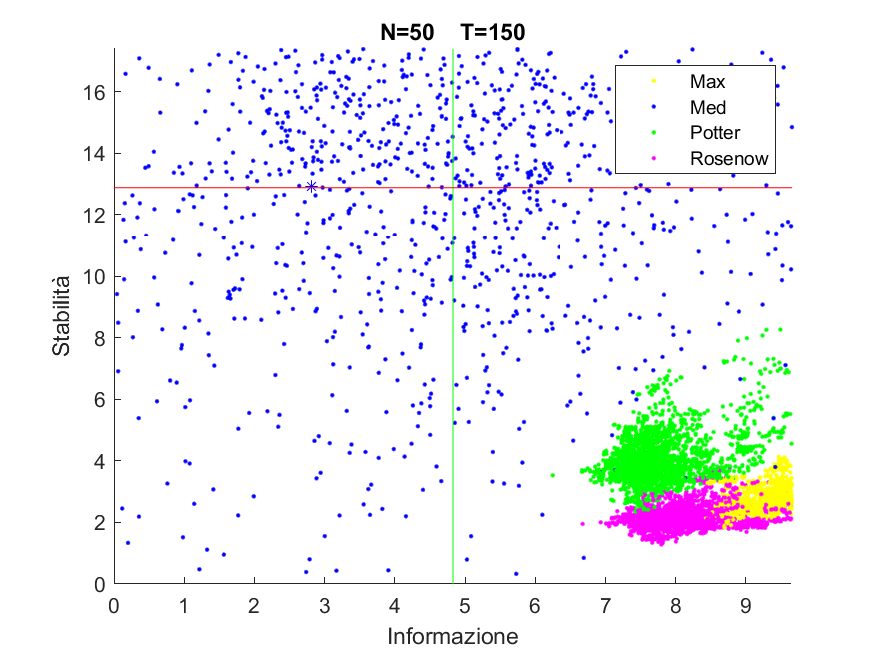 N=50 T=150
Max
Med
Potter
Rosenow
16
14
12
10
8
6
4
2
0
Stabilità
0 1 2 3 4 5 6 7 8 9
Informazione